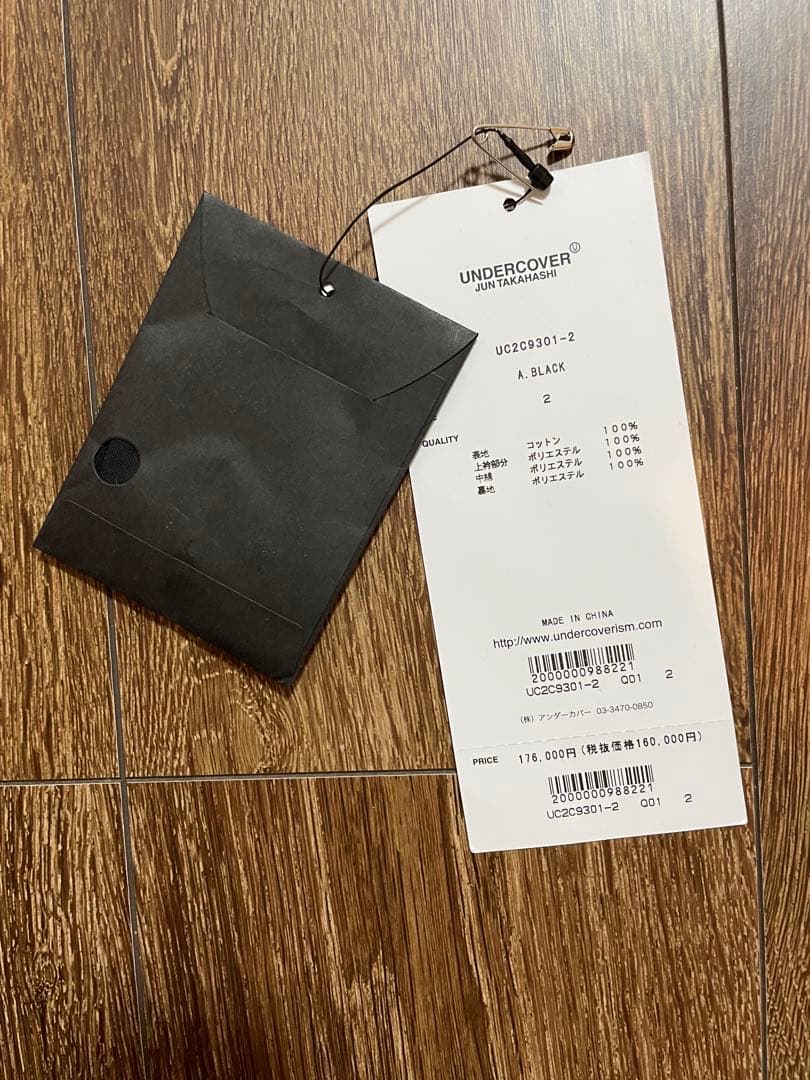 UNDERCOVER Ⓤ
JUN TAKAHASHI
UC2C9301-2
A.BLACK
2
QUALITY
表地 コットン 100%
上衿部分 ポリエステル 100%
中綿 ポリエステル 100%
裏地 ポリエステル 100%
MADE IN CHINA
http://www.undercoverism.com
2000000988221
UC2C9301-2 Q01 2
(株) アンダーカバー 03-3470-0850
PRICE 176,000円(税抜価格160,000円)
2000000988221
UC2C9301-2 Q01 2